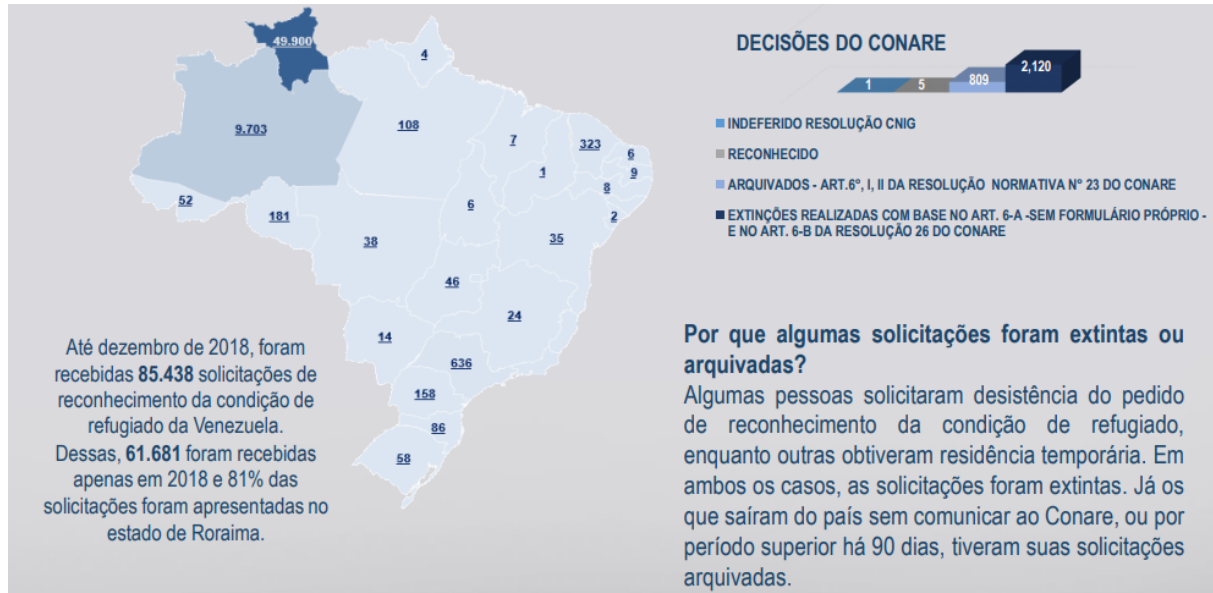 49.900
4
9.703
108
7
323
6
1
9
8
52
181
6
2
38
35
46
24
14
636
158
86
58
Até dezembro de 2018, foram
recebidas 85.438 solicitações de
reconhecimento da condição de
refugiado da Venezuela.
Dessas, 61.681 foram recebidas
apenas em 2018 e 81% das
solicitações foram apresentadas no
estado de Roraima.
DECISÕES DO CONARE
1 5 809 2,120
INDEFERIDO RESOLUÇÃO CNIG
RECONHECIDO
ARQUIVADOS - ART.6º, I, II DA RESOLUÇÃO NORMATIVA Nº 23 DO CONARE
EXTINÇÕES REALIZADAS COM BASE NO ART. 6-A -SEM FORMULÁRIO PRÓPRIO -
E NO ART. 6-B DA RESOLUÇÃO 26 DO CONARE
Por que algumas solicitações foram extintas ou
arquivadas?
Algumas pessoas solicitaram desistência do pedido
de reconhecimento da condição de refugiado,
enquanto outras obtiveram residência temporária. Em
ambos os casos, as solicitações foram extintas. Já os
que saíram do país sem comunicar ao Conare, ou por
período superior há 90 dias, tiveram suas solicitações
arquivadas.